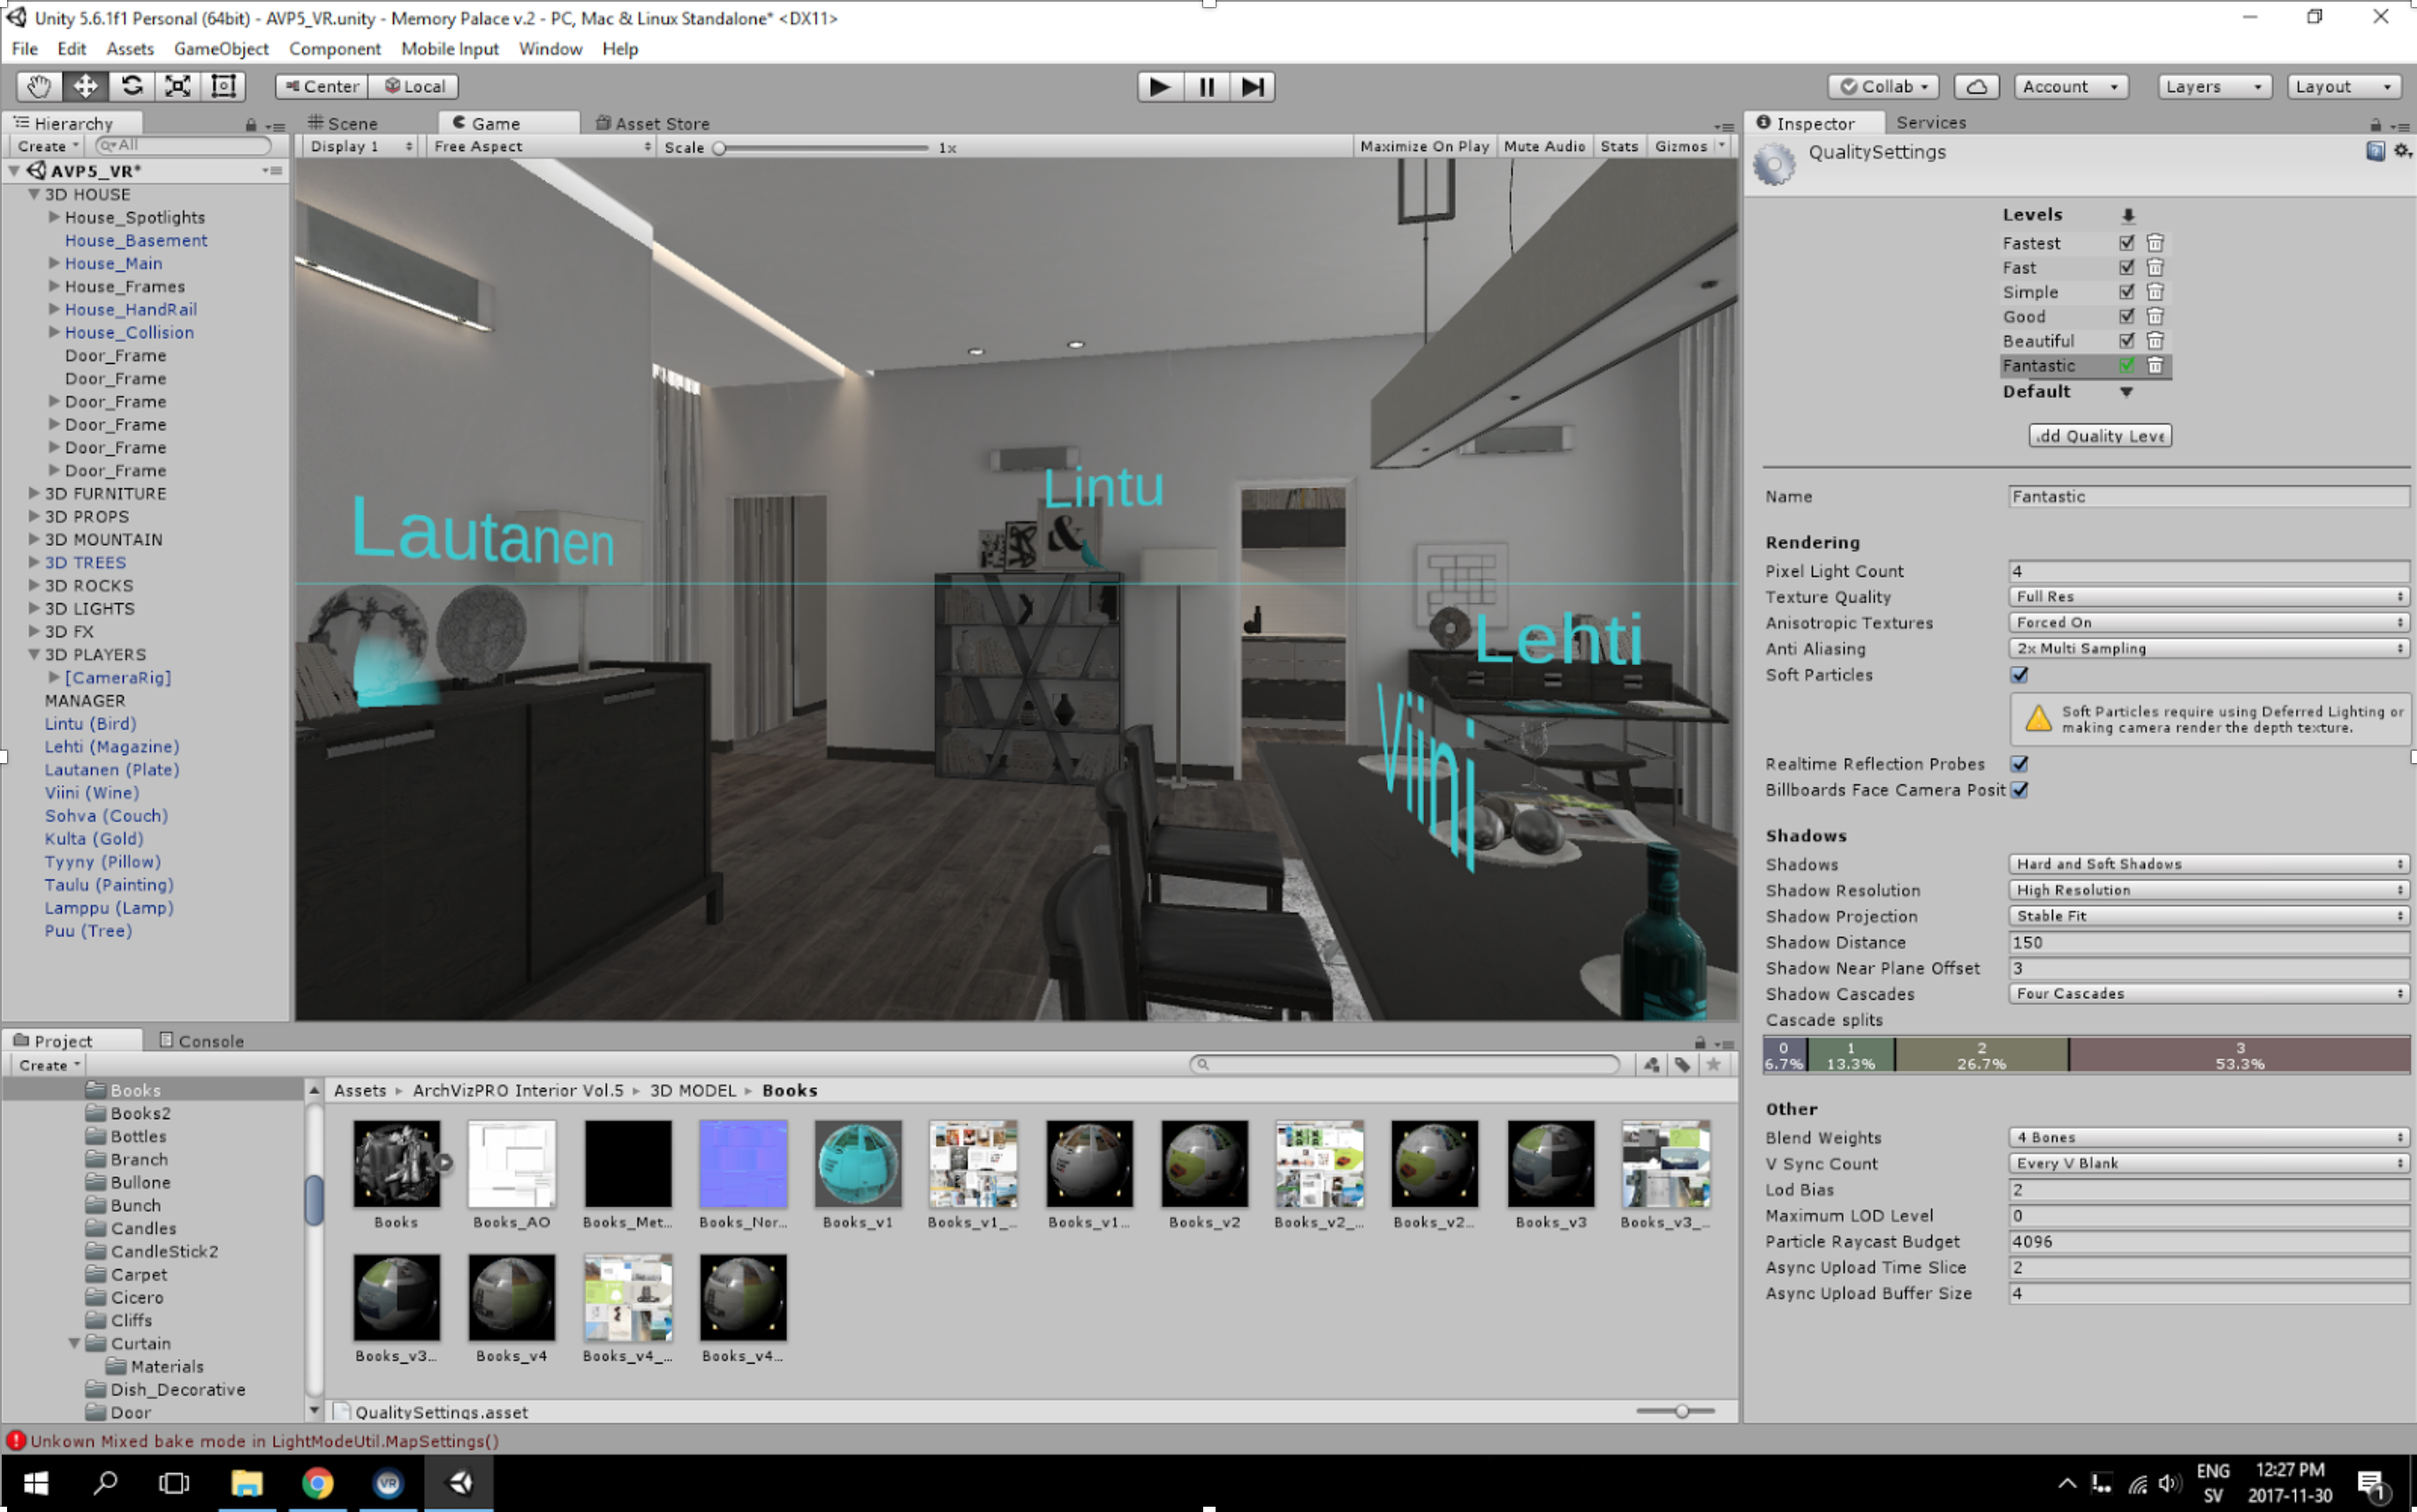 Unity 5.6.1f1 Personal (64bit) - AVP5_VR.unity - Memory Palace v.2 - PC, Mac & Linux Standalone* <DX11>
File Edit Assets GameObject Component Mobile Input Window Help
Center Local
Collab Account Layers Layout
Hierarchy
Create All
AVP5_VR*
3D HOUSE
House_Spotlights
House_Basement
House_Main
House_Frames
House_HandRail
House_Collision
Door_Frame
Door_Frame
Door_Frame
Door_Frame
Door_Frame
Door_Frame
3D FURNITURE
3D PROPS
3D MOUNTAIN
3D TREES
3D ROCKS
3D LIGHTS
3D FX
3D PLAYERS
[CameraRig]
MANAGER
Lintu (Bird)
Lehti (Magazine)
Lautanen (Plate)
Viini (Wine)
Sohva (Couch)
Kulta (Gold)
Tyyny (Pillow)
Taulu (Painting)
Lamppu (Lamp)
Puu (Tree)
Scene Game Asset Store
Display 1 Free Aspect Scale 1x Maximize On Play Mute Audio Stats Gizmos
Lintu
Lautanen
&
Lehti
Viini
Inspector Services
QualitySettings
Levels
Fastest
Fast
Simple
Good
Beautiful
Fantastic
Default
dd Quality Leve
Name Fantastic
Rendering
Pixel Light Count 4
Texture Quality Full Res
Anisotropic Textures Forced On
Anti Aliasing 2x Multi Sampling
Soft Particles
Soft Particles require using Deferred Lighting or
making camera render the depth texture.
Realtime Reflection Probes
Billboards Face Camera Posit
Shadows
Shadows Hard and Soft Shadows
Shadow Resolution High Resolution
Shadow Projection Stable Fit
Shadow Distance 150
Shadow Near Plane Offset 3
Shadow Cascades Four Cascades
Cascade splits
0 1 2 3
6.7% 13.3% 26.7% 53.3%
Other
Blend Weights 4 Bones
V Sync Count Every V Blank
Lod Bias 2
Maximum LOD Level 0
Particle Raycast Budget 4096
Async Upload Time Slice 2
Async Upload Buffer Size 4
Project Console
Create
Books
Books2
Bottles
Branch
Bullone
Bunch
Candles
CandleStick2
Carpet
Cicero
Cliffs
Curtain
Materials
Dish_Decorative
Door
Assets ArchVizPRO Interior Vol.5 3D MODEL Books
Books Books_AO Books_Met... Books_Nor... Books_v1 Books_v1_... Books_v1... Books_v2 Books_v2_... Books_v2... Books_v3 Books_v3_...
Books_v3... Books_v4 Books_v4_... Books_v4...
QualitySettings.asset
Unkown Mixed bake mode in LightModeUtil.MapSettings()
VR
ENG
SV
12:27 PM
2017-11-30
1